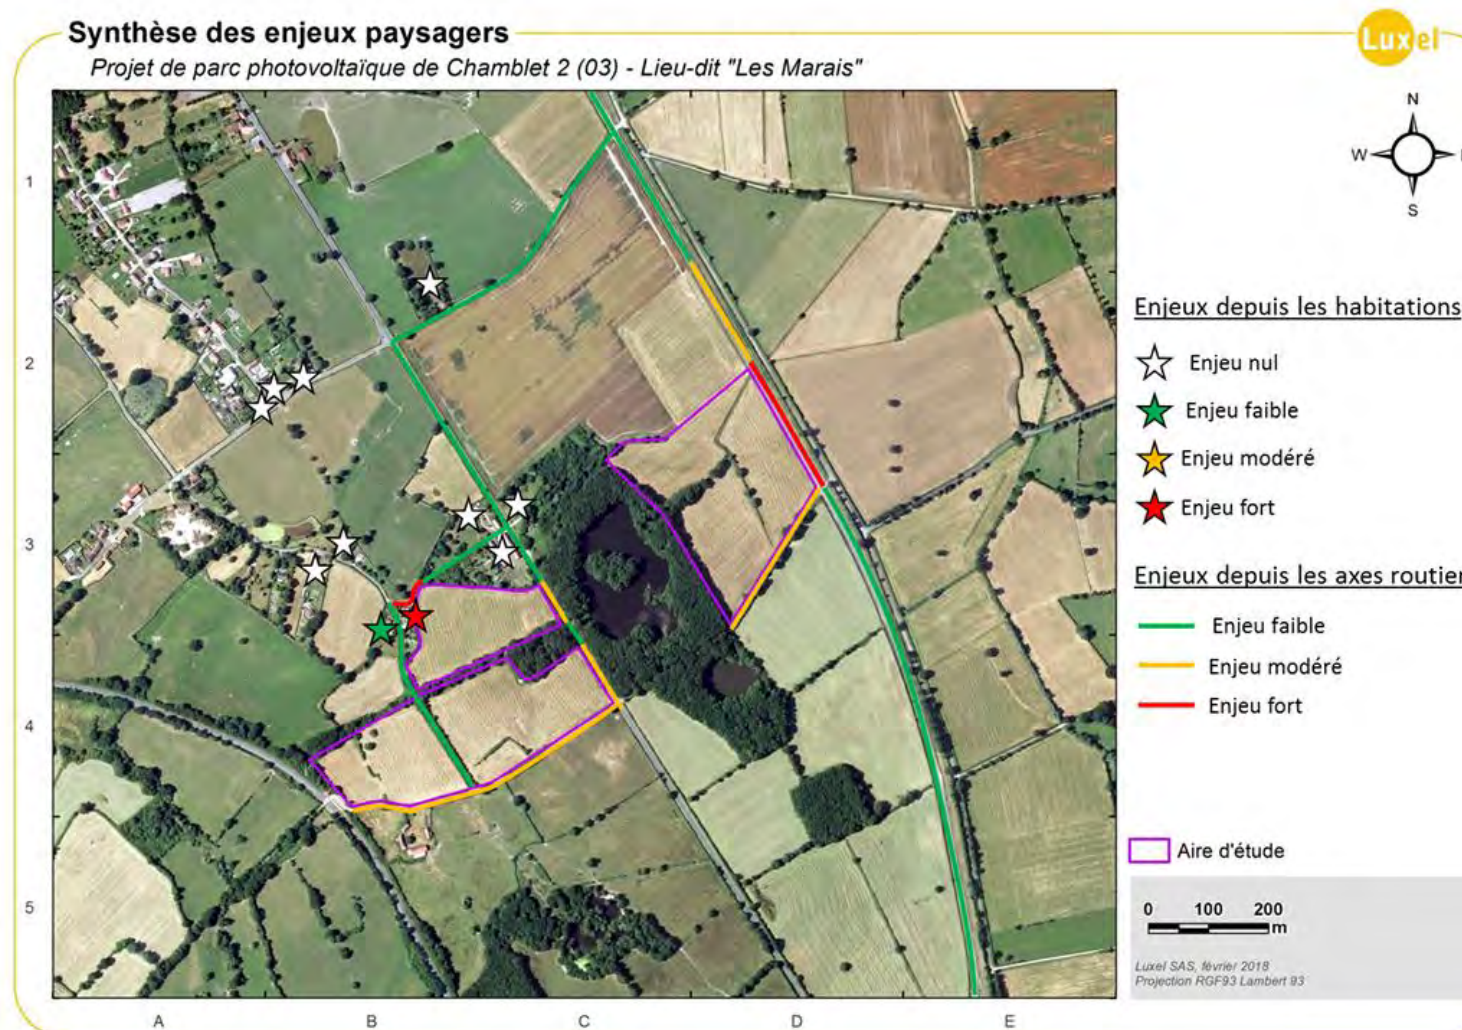 Synthèse des enjeux paysagers
Luxel
Projet de parc photovoltaïque de Chamblet 2 (03) - Lieu-dit "Les Marais"
N
W
S
1
2
3
4
5
A
B
C
D
E
Enjeux depuis les habitations
Enjeu nul
Enjeu faible
Enjeu modéré
Enjeu fort
Enjeux depuis les axes routier
Enjeu faible
Enjeu modéré
Enjeu fort
Aire d'étude
0 100 200
m
Luxel SAS, février 2018
Projection RGF93 Lambert 93